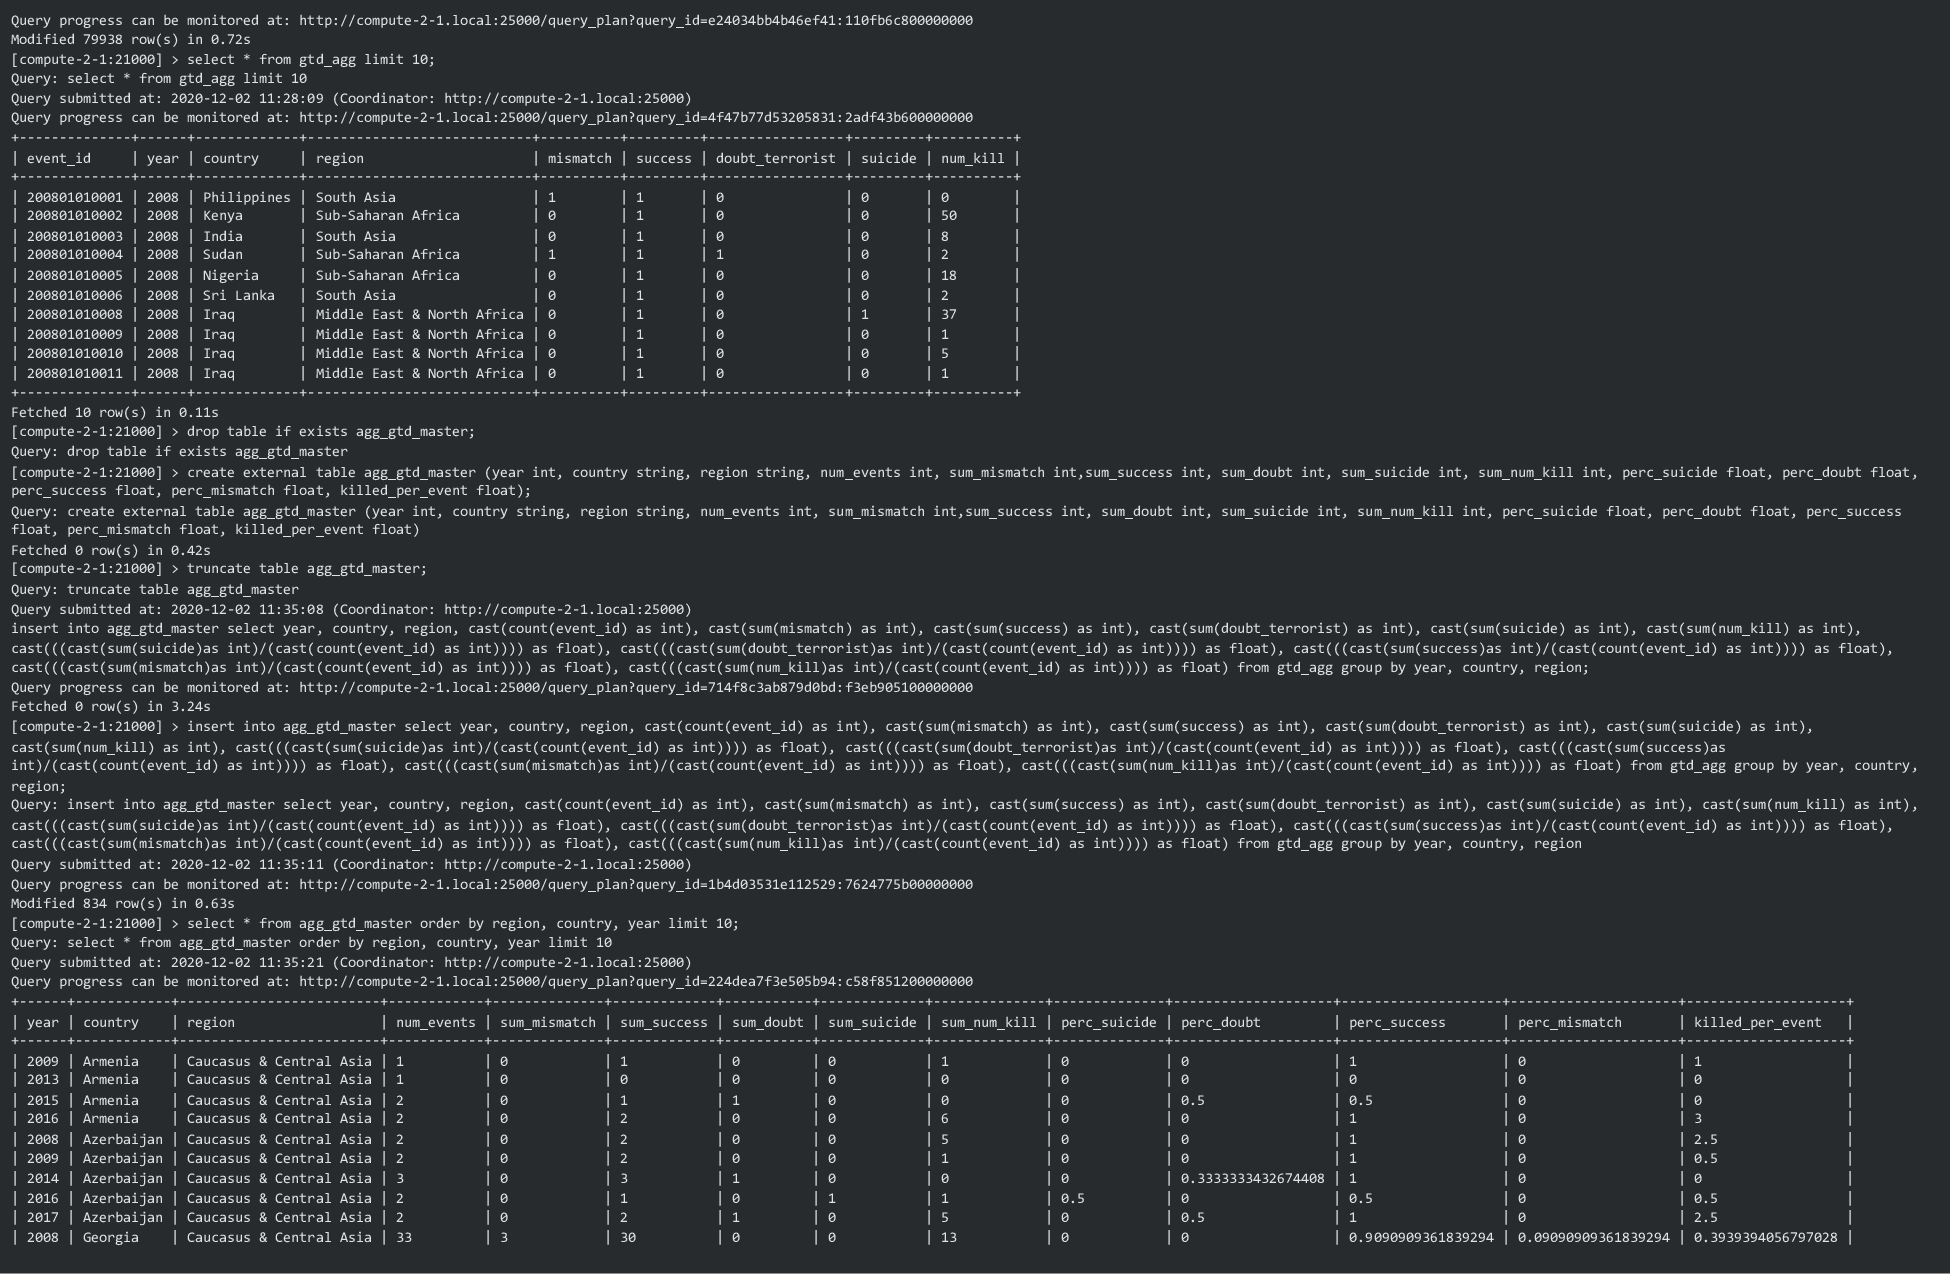 Query progress can be monitored at: http://compute-2-1.local:25000/query_plan?query_id=e24034bb4b46ef41:110fb6c800000000
Modified 79938 row(s) in 0.72s
[compute-2-1:21000] > select * from gtd_agg limit 10;
Query: select * from gtd_agg limit 10
Query submitted at: 2020-12-02 11:28:09 (Coordinator: http://compute-2-1.local:25000)
Query progress can be monitored at: http://compute-2-1.local:25000/query_plan?query_id=4f47b77d53205831:2adf43b600000000
+--------------+------+-------------+----------------------------+----------+---------+-----------------+---------+----------+
| event_id     | year | country     | region                     | mismatch | success | doubt_terrorist | suicide | num_kill |
+--------------+------+-------------+----------------------------+----------+---------+-----------------+---------+----------+
| 200801010001 | 2008 | Philippines | South Asia                 | 1        | 1       | 0               | 0       | 0        |
| 200801010002 | 2008 | Kenya       | Sub-Saharan Africa         | 0        | 1       | 0               | 0       | 50       |
| 200801010003 | 2008 | India       | South Asia                 | 0        | 1       | 0               | 0       | 8        |
| 200801010004 | 2008 | Sudan       | Sub-Saharan Africa         | 1        | 1       | 1               | 0       | 2        |
| 200801010005 | 2008 | Nigeria     | Sub-Saharan Africa         | 0        | 1       | 0               | 0       | 18       |
| 200801010006 | 2008 | Sri Lanka   | South Asia                 | 0        | 1       | 0               | 0       | 2        |
| 200801010008 | 2008 | Iraq        | Middle East & North Africa | 0        | 1       | 0               | 1       | 37       |
| 200801010009 | 2008 | Iraq        | Middle East & North Africa | 0        | 1       | 0               | 0       | 1        |
| 200801010010 | 2008 | Iraq        | Middle East & North Africa | 0        | 1       | 0               | 0       | 5        |
| 200801010011 | 2008 | Iraq        | Middle East & North Africa | 0        | 1       | 0               | 0       | 1        |
+--------------+------+-------------+----------------------------+----------+---------+-----------------+---------+----------+
Fetched 10 row(s) in 0.11s
[compute-2-1:21000] > drop table if exists agg_gtd_master;
Query: drop table if exists agg_gtd_master
[compute-2-1:21000] > create external table agg_gtd_master (year int, country string, region string, num_events int, sum_mismatch int,sum_success int, sum_doubt int, sum_suicide int, sum_num_kill int, perc_suicide float, perc_doubt float,
perc_success float, perc_mismatch float, killed_per_event float);
Query: create external table agg_gtd_master (year int, country string, region string, num_events int, sum_mismatch int,sum_success int, sum_doubt int, sum_suicide int, sum_num_kill int, perc_suicide float, perc_doubt float, perc_success
float, perc_mismatch float, killed_per_event float)
Fetched 0 row(s) in 0.42s
[compute-2-1:21000] > truncate table agg_gtd_master;
Query: truncate table agg_gtd_master
Query submitted at: 2020-12-02 11:35:08 (Coordinator: http://compute-2-1.local:25000)
insert into agg_gtd_master select year, country, region, cast(count(event_id) as int), cast(sum(mismatch) as int), cast(sum(success) as int), cast(sum(doubt_terrorist) as int), cast(sum(suicide) as int), cast(sum(num_kill) as int),
cast(((cast(sum(suicide)as int)/(cast(count(event_id) as int)))) as float), cast(((cast(sum(doubt_terrorist)as int)/(cast(count(event_id) as int)))) as float), cast(((cast(sum(success)as int)/(cast(count(event_id) as int)))) as float),
cast(((cast(sum(mismatch)as int)/(cast(count(event_id) as int)))) as float), cast(((cast(sum(num_kill)as int)/(cast(count(event_id) as int)))) as float) from gtd_agg group by year, country, region;
Query progress can be monitored at: http://compute-2-1.local:25000/query_plan?query_id=714f8c3ab879d0bd:f3eb905100000000
Fetched 0 row(s) in 3.24s
[compute-2-1:21000] > insert into agg_gtd_master select year, country, region, cast(count(event_id) as int), cast(sum(mismatch) as int), cast(sum(success) as int), cast(sum(doubt_terrorist) as int), cast(sum(suicide) as int),
cast(sum(num_kill) as int), cast(((cast(sum(suicide)as int)/(cast(count(event_id) as int)))) as float), cast(((cast(sum(doubt_terrorist)as int)/(cast(count(event_id) as int)))) as float), cast(((cast(sum(success)as
int)/(cast(count(event_id) as int)))) as float), cast(((cast(sum(mismatch)as int)/(cast(count(event_id) as int)))) as float), cast(((cast(sum(num_kill)as int)/(cast(count(event_id) as int)))) as float) from gtd_agg group by year, country,
region;
Query: insert into agg_gtd_master select year, country, region, cast(count(event_id) as int), cast(sum(mismatch) as int), cast(sum(success) as int), cast(sum(doubt_terrorist) as int), cast(sum(suicide) as int), cast(sum(num_kill) as int),
cast(((cast(sum(suicide)as int)/(cast(count(event_id) as int)))) as float), cast(((cast(sum(doubt_terrorist)as int)/(cast(count(event_id) as int)))) as float), cast(((cast(sum(success)as int)/(cast(count(event_id) as int)))) as float),
cast(((cast(sum(mismatch)as int)/(cast(count(event_id) as int)))) as float), cast(((cast(sum(num_kill)as int)/(cast(count(event_id) as int)))) as float) from gtd_agg group by year, country, region
Query submitted at: 2020-12-02 11:35:11 (Coordinator: http://compute-2-1.local:25000)
Query progress can be monitored at: http://compute-2-1.local:25000/query_plan?query_id=1b4d03531e112529:7624775b00000000
Modified 834 row(s) in 0.63s
[compute-2-1:21000] > select * from agg_gtd_master order by region, country, year limit 10;
Query: select * from agg_gtd_master order by region, country, year limit 10
Query submitted at: 2020-12-02 11:35:21 (Coordinator: http://compute-2-1.local:25000)
Query progress can be monitored at: http://compute-2-1.local:25000/query_plan?query_id=224dea7f3e505b94:c58f851200000000
+------+------------+-------------------------+------------+--------------+-------------+-----------+-------------+--------------+--------------+--------------------+--------------------+---------------------+--------------------+
| year | country    | region                  | num_events | sum_mismatch | sum_success | sum_doubt | sum_suicide | sum_num_kill | perc_suicide | perc_doubt         | perc_success       | perc_mismatch       | killed_per_event   |
+------+------------+-------------------------+------------+--------------+-------------+-----------+-------------+--------------+--------------+--------------------+--------------------+---------------------+--------------------+
| 2009 | Armenia    | Caucasus & Central Asia | 1          | 0            | 1           | 0         | 0           | 1            | 0            | 0                  | 1                  | 0                   | 1                  |
| 2013 | Armenia    | Caucasus & Central Asia | 1          | 0            | 0           | 0         | 0           | 0            | 0            | 0                  | 0                  | 0                   | 0                  |
| 2015 | Armenia    | Caucasus & Central Asia | 2          | 0            | 1           | 1         | 0           | 0            | 0            | 0.5                | 0.5                | 0                   | 0                  |
| 2016 | Armenia    | Caucasus & Central Asia | 2          | 0            | 2           | 0         | 0           | 6            | 0            | 0                  | 1                  | 0                   | 3                  |
| 2008 | Azerbaijan | Caucasus & Central Asia | 2          | 0            | 2           | 0         | 0           | 5            | 0            | 0                  | 1                  | 0                   | 2.5                |
| 2009 | Azerbaijan | Caucasus & Central Asia | 2          | 0            | 2           | 0         | 0           | 1            | 0            | 0                  | 1                  | 0                   | 0.5                |
| 2014 | Azerbaijan | Caucasus & Central Asia | 3          | 0            | 3           | 1         | 0           | 0            | 0            | 0.3333333432674408 | 1                  | 0                   | 0                  |
| 2016 | Azerbaijan | Caucasus & Central Asia | 2          | 0            | 1           | 0         | 1           | 1            | 0.5          | 0                  | 0.5                | 0                   | 0.5                |
| 2017 | Azerbaijan | Caucasus & Central Asia | 2          | 0            | 2           | 1         | 0           | 5            | 0            | 0.5                | 1                  | 0                   | 2.5                |
| 2008 | Georgia    | Caucasus & Central Asia | 33         | 3            | 30          | 0         | 0           | 13           | 0            | 0                  | 0.9090909361839294 | 0.09090909361839294 | 0.3939394056797028 |